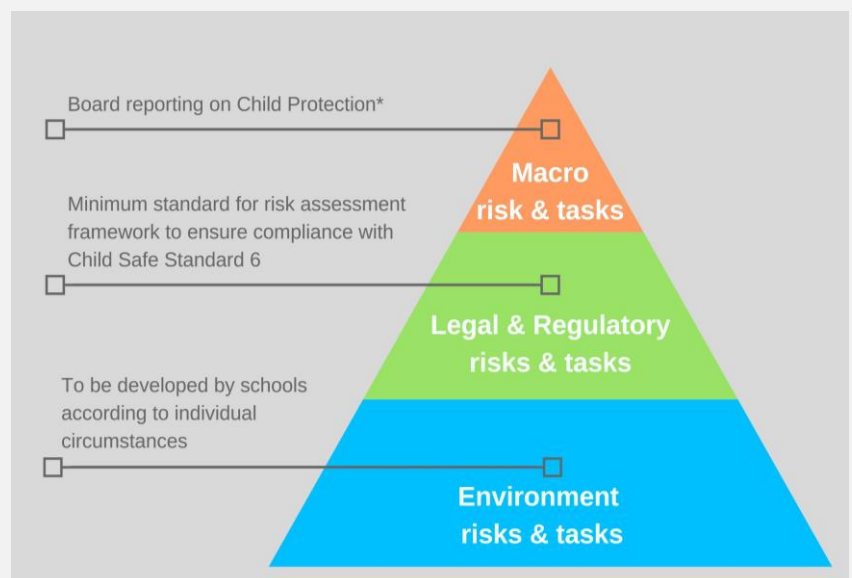 Board reporting on Child Protection*
Macro
risk & tasks
Minimum standard for risk assessment
framework to ensure compliance with
Child Safe Standard 6
Legal & Regulatory
risks & tasks
To be developed by schools
according to individual
circumstances
Environment
risks & tasks